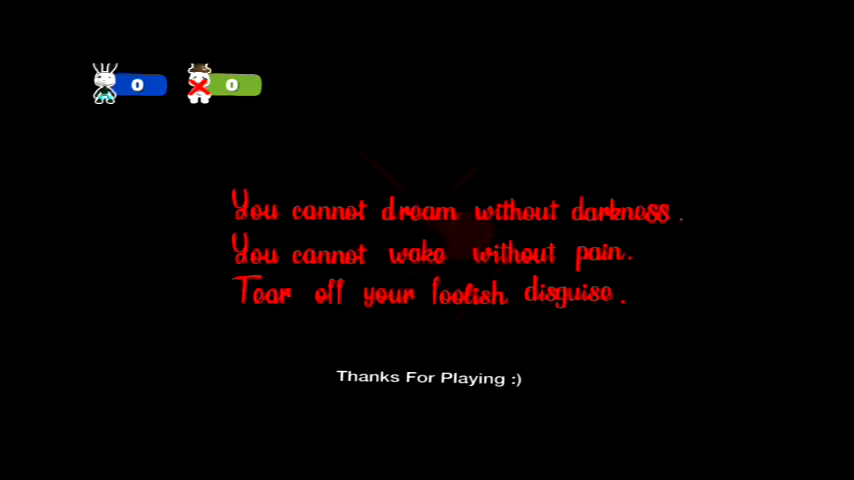 0 0
You cannot dream without darkness.
You cannot wake without pain.
Tear off your foolish disguise.
Thanks For Playing :)